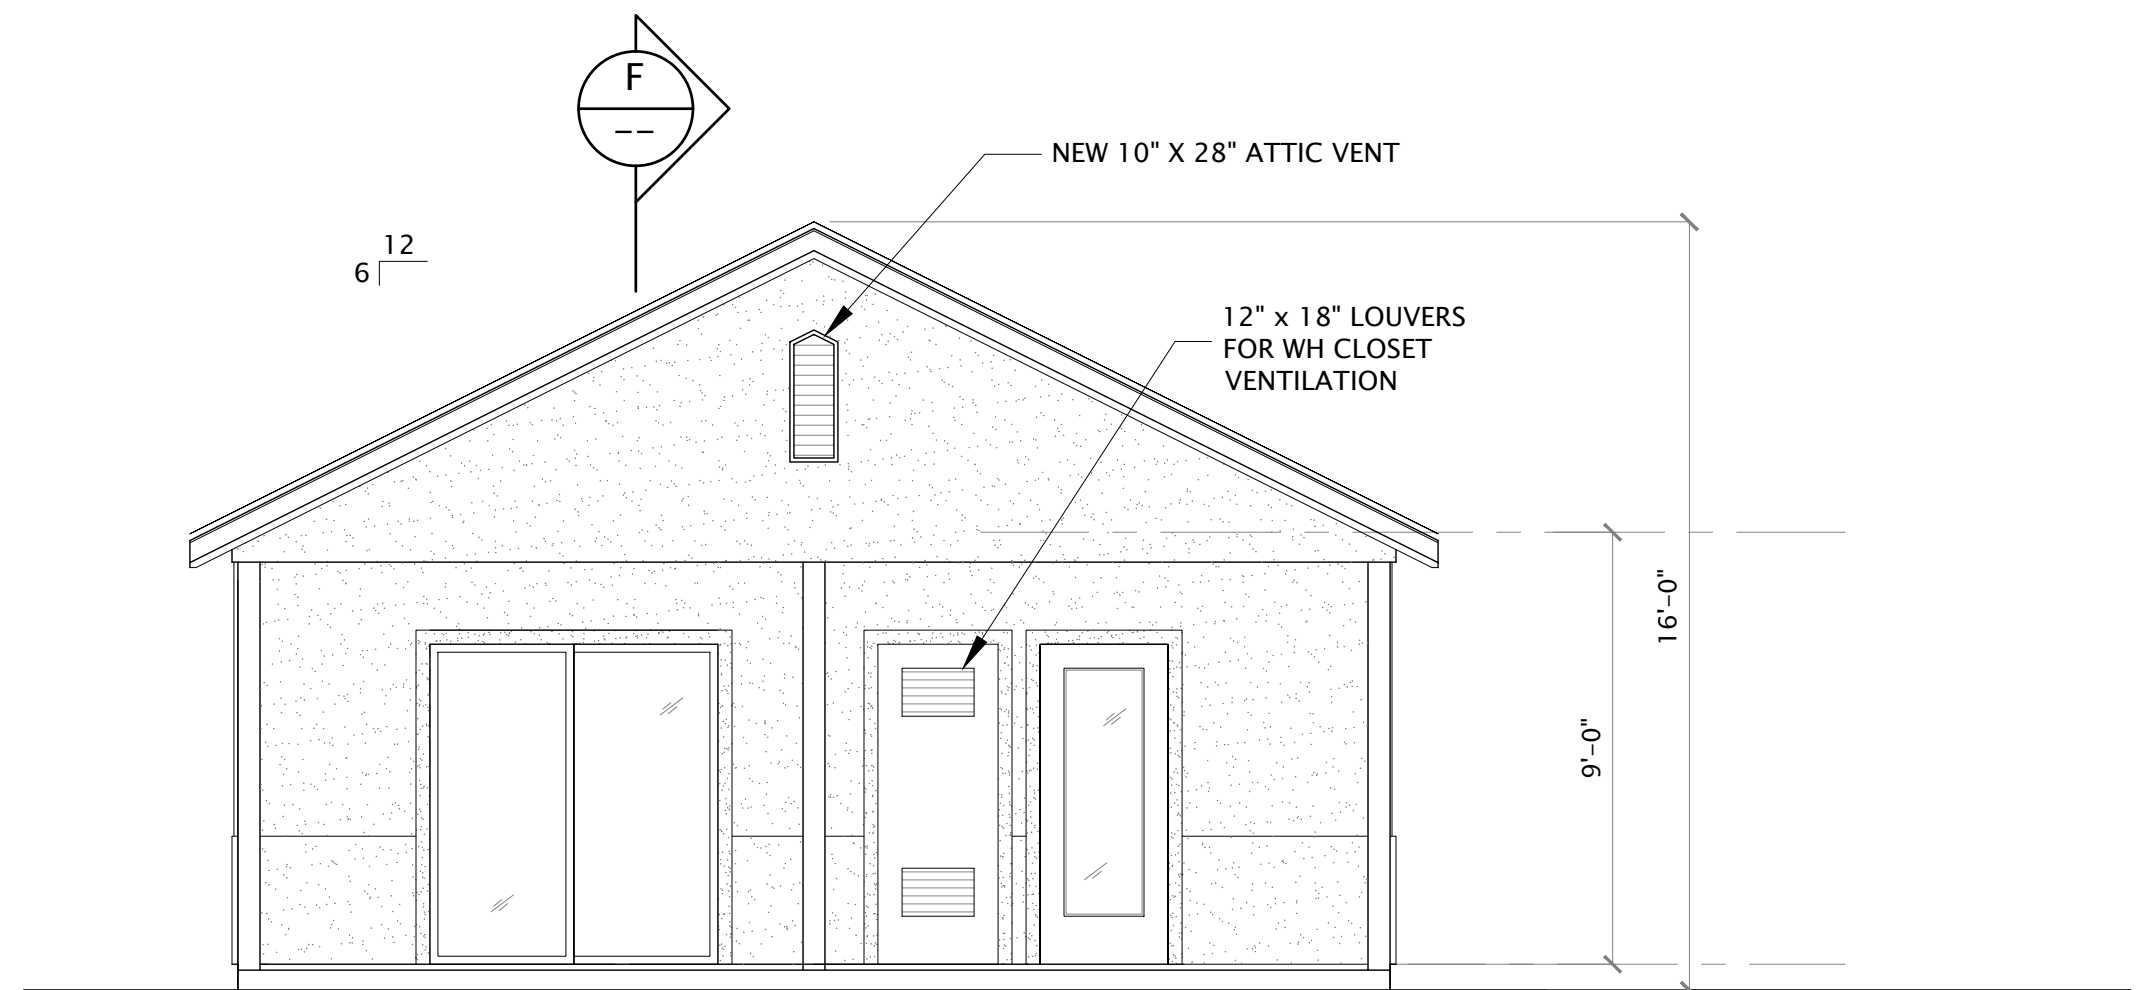 F
--
NEW 10" X 28" ATTIC VENT
12
6
12" x 18" LOUVERS
FOR WH CLOSET
VENTILATION
16'-0"
9'-0"